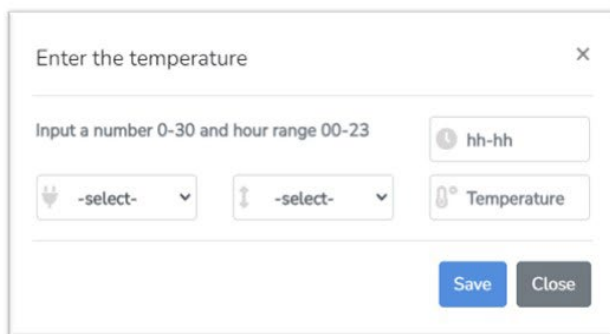 Enter the temperature ×
Input a number 0-30 and hour range 00-23
hh-hh
-select- -select- Temperature
Save Close